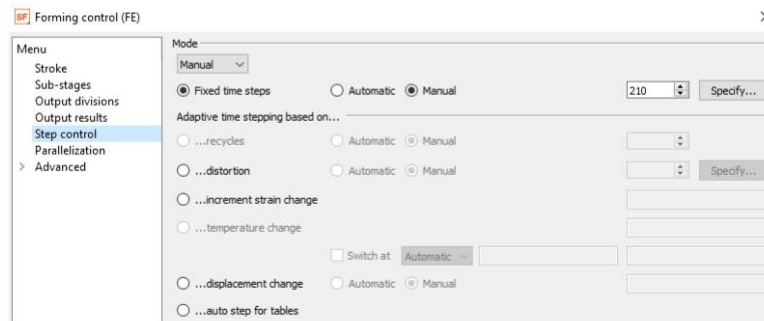 SF Forming control (FE)
Menu
Stroke
Sub-stages
Output divisions
Output results
Step control
Parallelization
Advanced
Mode
Manual
Fixed time steps Automatic Manual 210 Specify...
Adaptive time stepping based on...
...recycles Automatic Manual
...distortion Automatic Manual Specify...
...increment strain change
...temperature change
Switch at Automatic
...displacement change Automatic Manual
...auto step for tables